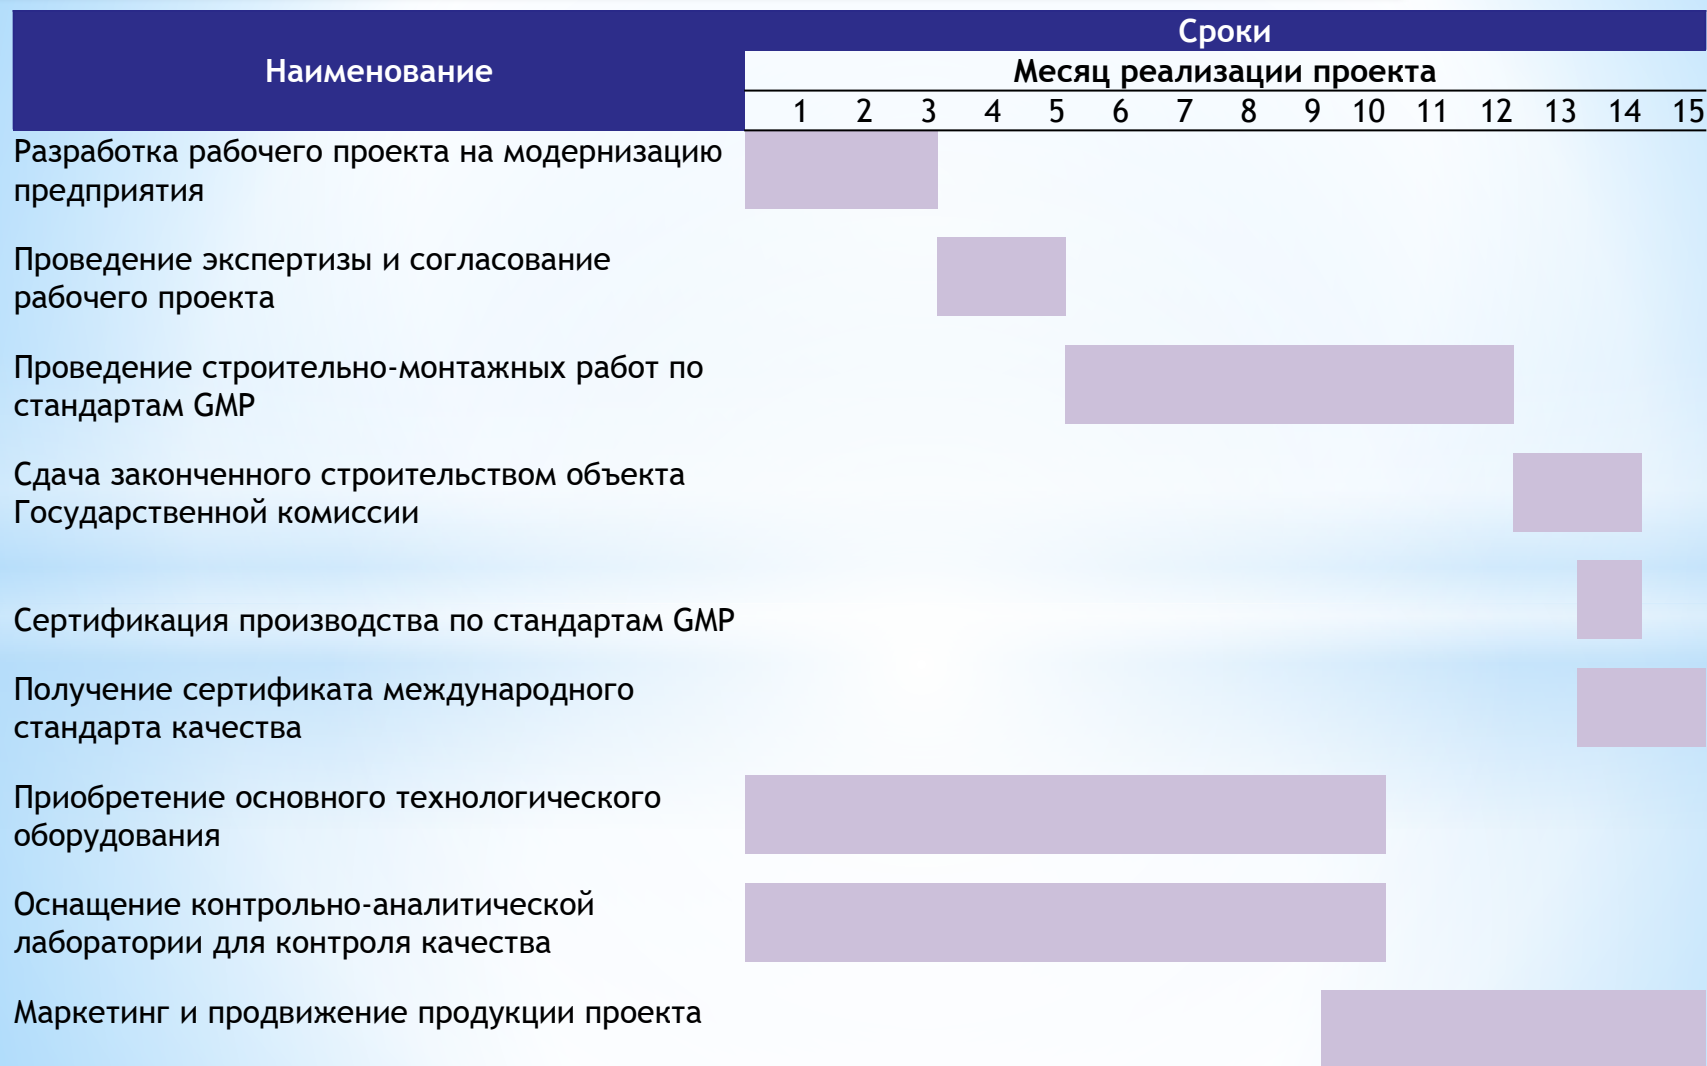 Сроки
Наименование
Месяц реализации проекта
1 2 3 4 5 6 7 8 9 10 11 12 13 14 15
Разработка рабочего проекта на модернизацию
предприятия
Проведение экспертизы и согласование
рабочего проекта
Проведение строительно-монтажных работ по
стандартам GMP
Сдача законченного строительством объекта
Государственной комиссии
Сертификация производства по стандартам GMP
Получение сертификата международного
стандарта качества
Приобретение основного технологического
оборудования
Оснащение контрольно-аналитической
лаборатории для контроля качества
Маркетинг и продвижение продукции проекта